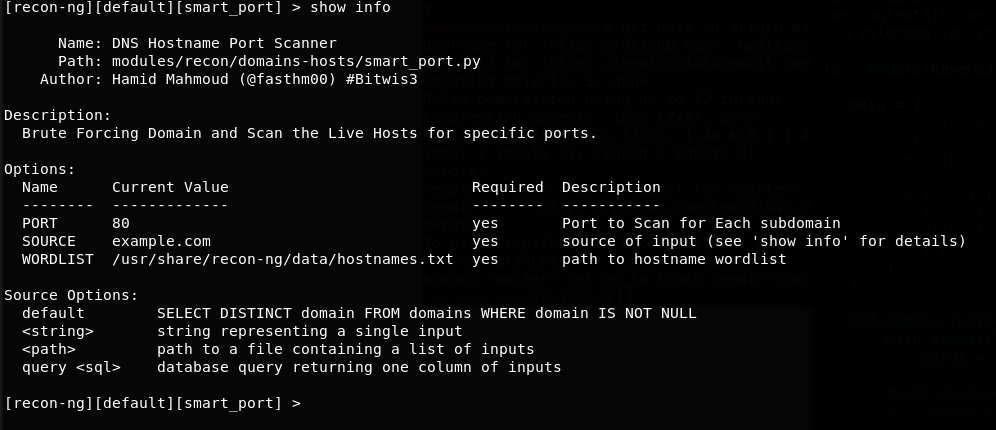 [recon-ng][default][smart_port] > show info
Name: DNS Hostname Port Scanner
Path: modules/recon/domains-hosts/smart_port.py
Author: Hamid Mahmoud (@fasthm00) #Bitwis3
Description:
Brute Forcing Domain and Scan the Live Hosts for specific ports.
Options:
Name Current Value Required Description
-------- ------------- -------- -----------
PORT 80 yes Port to Scan for Each subdomain
SOURCE example.com yes source of input (see 'show info' for details)
WORDLIST /usr/share/recon-ng/data/hostnames.txt yes path to hostname wordlist
Source Options:
default SELECT DISTINCT domain FROM domains WHERE domain IS NOT NULL
<string> string representing a single input
<path> path to a file containing a list of inputs
query <sql> database query returning one column of inputs
[recon-ng][default][smart_port] >